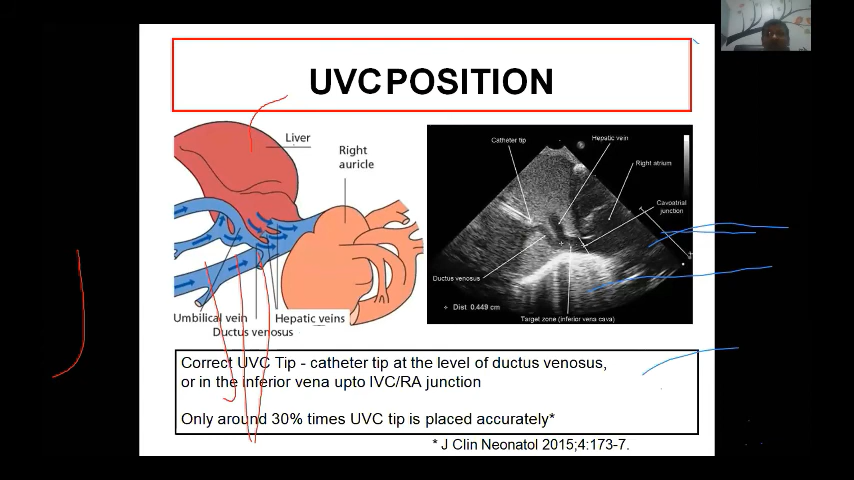 UVC POSITION
Liver
Right
auricle
Umbilical vein
Hepatic veins
Ductus venosus
Catheter tip
Hepatic vein
Right atrium
Cavoatrial
junction
Ductus venosus
Dist 0.449 cm
Target zone (inferior vena cava)
Correct UVC Tip - catheter tip at the level of ductus venosus,
or in the inferior vena upto IVC/RA junction
Only around 30% times UVC tip is placed accurately*
* J Clin Neonatol 2015;4:173-7.